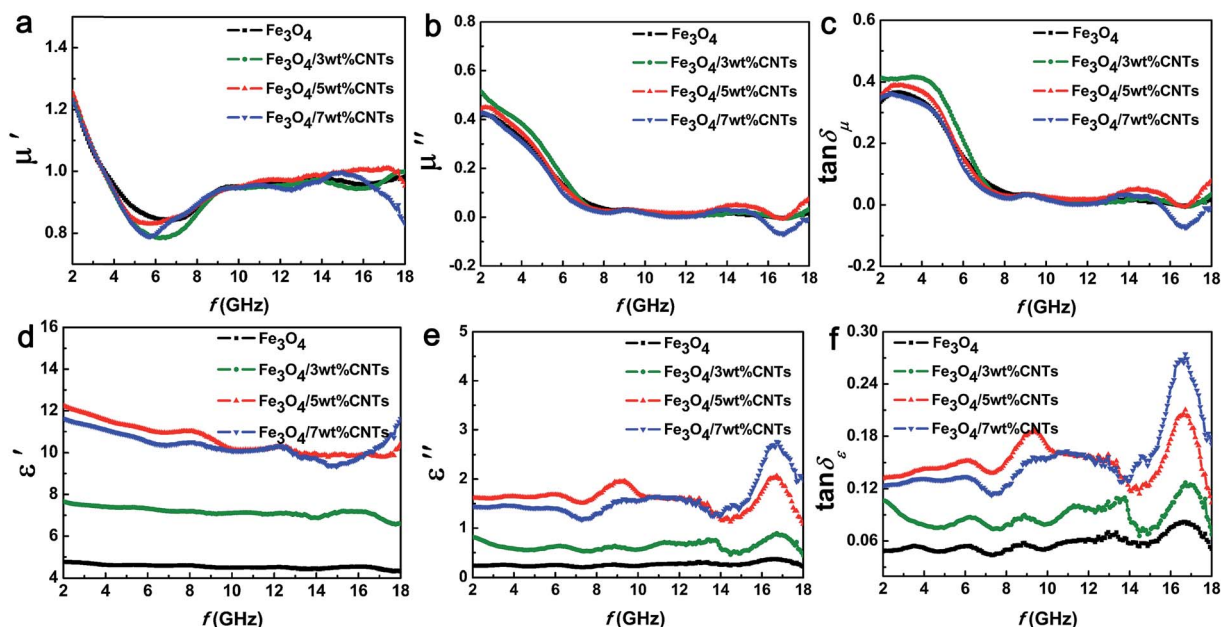 a
1.4
1.2
1.0
0.8
μ′
Fe3O4
Fe3O4/3wt%CNTs
Fe3O4/5wt%CNTs
Fe3O4/7wt%CNTs
2 4 6 8 10 12 14 16 18
f (GHz)
b
0.8
0.6
0.4
0.2
0.0
-0.2
μ″
Fe3O4
Fe3O4/3wt%CNTs
Fe3O4/5wt%CNTs
Fe3O4/7wt%CNTs
2 4 6 8 10 12 14 16 18
f (GHz)
c
0.6
0.4
0.2
0.0
-0.2
tanδμ
Fe3O4
Fe3O4/3wt%CNTs
Fe3O4/5wt%CNTs
Fe3O4/7wt%CNTs
2 4 6 8 10 12 14 16 18
f (GHz)
d
16
14
12
10
8
6
4
ε′
Fe3O4
Fe3O4/3wt%CNTs
Fe3O4/5wt%CNTs
Fe3O4/7wt%CNTs
2 4 6 8 10 12 14 16 18
f (GHz)
e
5
4
3
2
1
0
ε″
Fe3O4
Fe3O4/3wt%CNTs
Fe3O4/5wt%CNTs
Fe3O4/7wt%CNTs
2 4 6 8 10 12 14 16 18
f (GHz)
f
0.30
0.24
0.18
0.12
0.06
tanδε
Fe3O4
Fe3O4/3wt%CNTs
Fe3O4/5wt%CNTs
Fe3O4/7wt%CNTs
2 4 6 8 10 12 14 16 18
f (GHz)